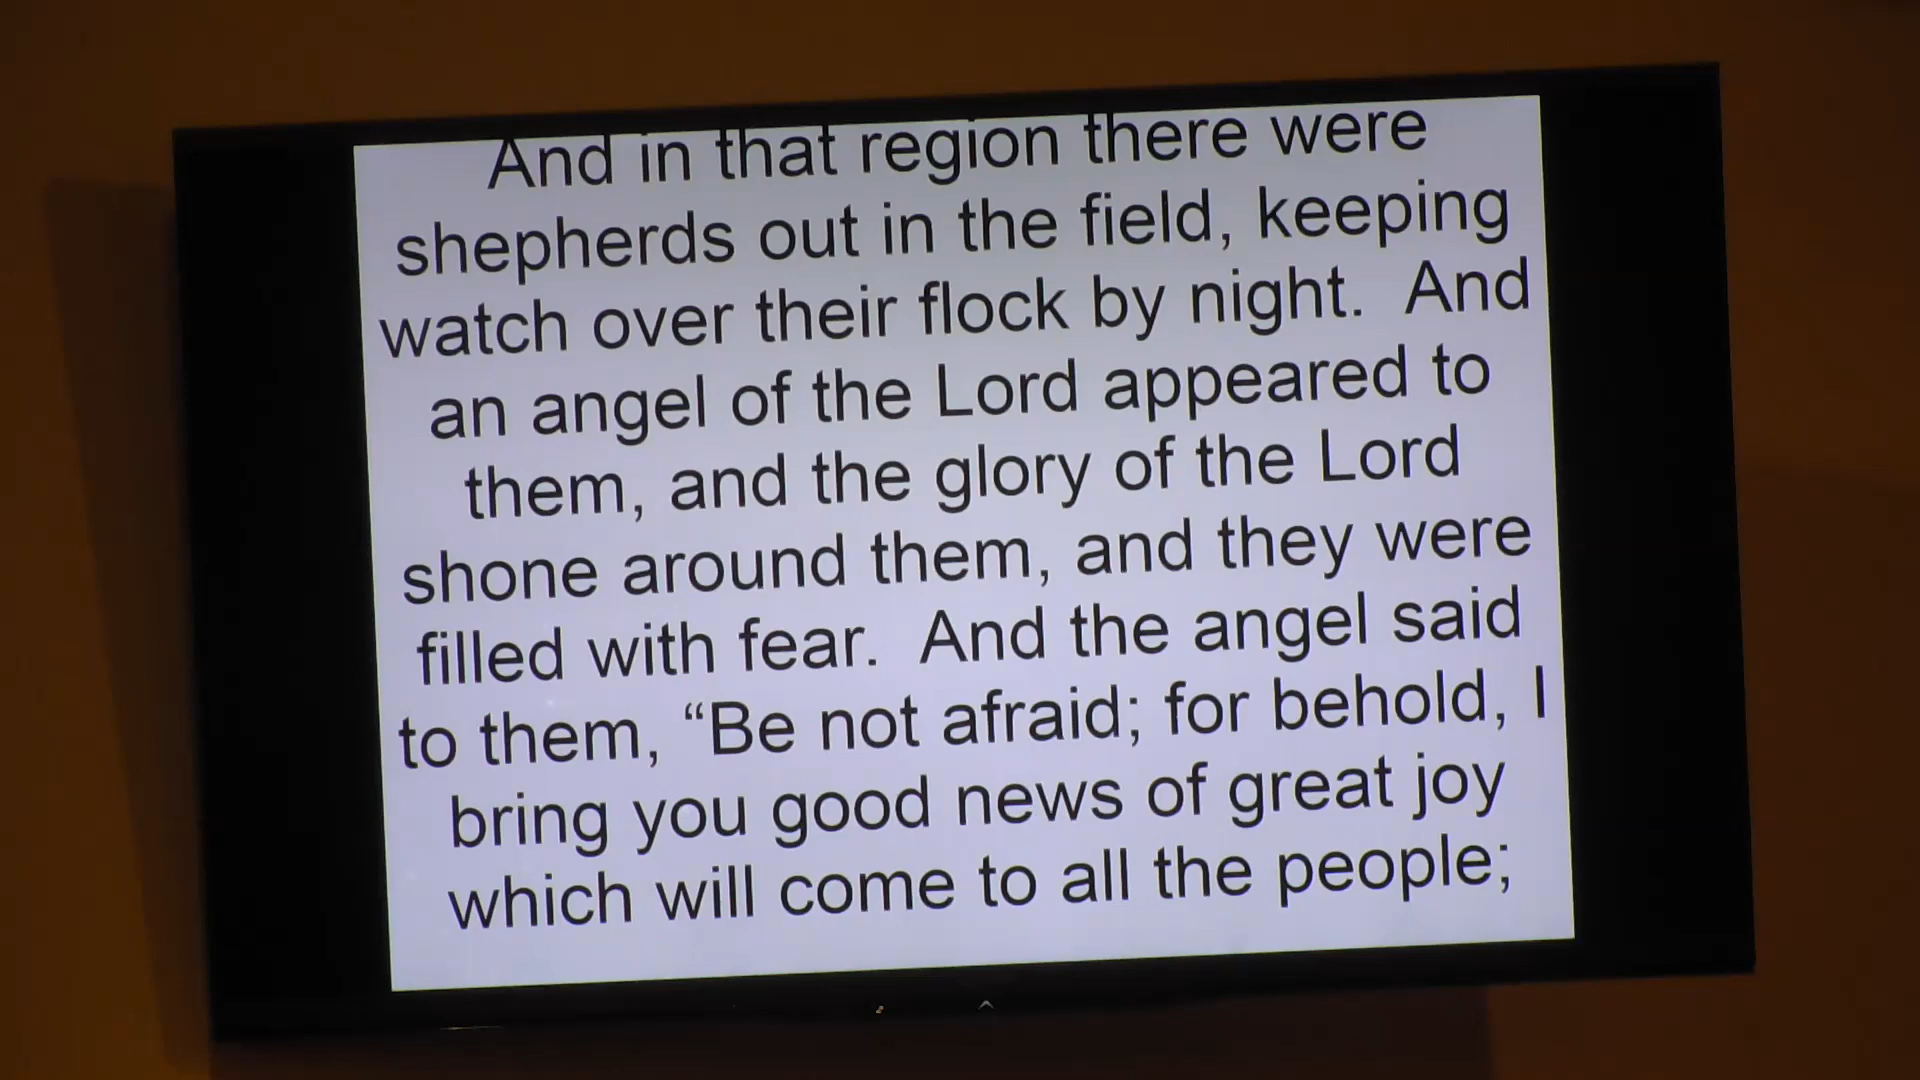 And in that region there were
shepherds out in the field, keeping
watch over their flock by night.  And
an angel of the Lord appeared to
them, and the glory of the Lord
shone around them, and they were
filled with fear.  And the angel said
to them, “Be not afraid; for behold, I
bring you good news of great joy
which will come to all the people;